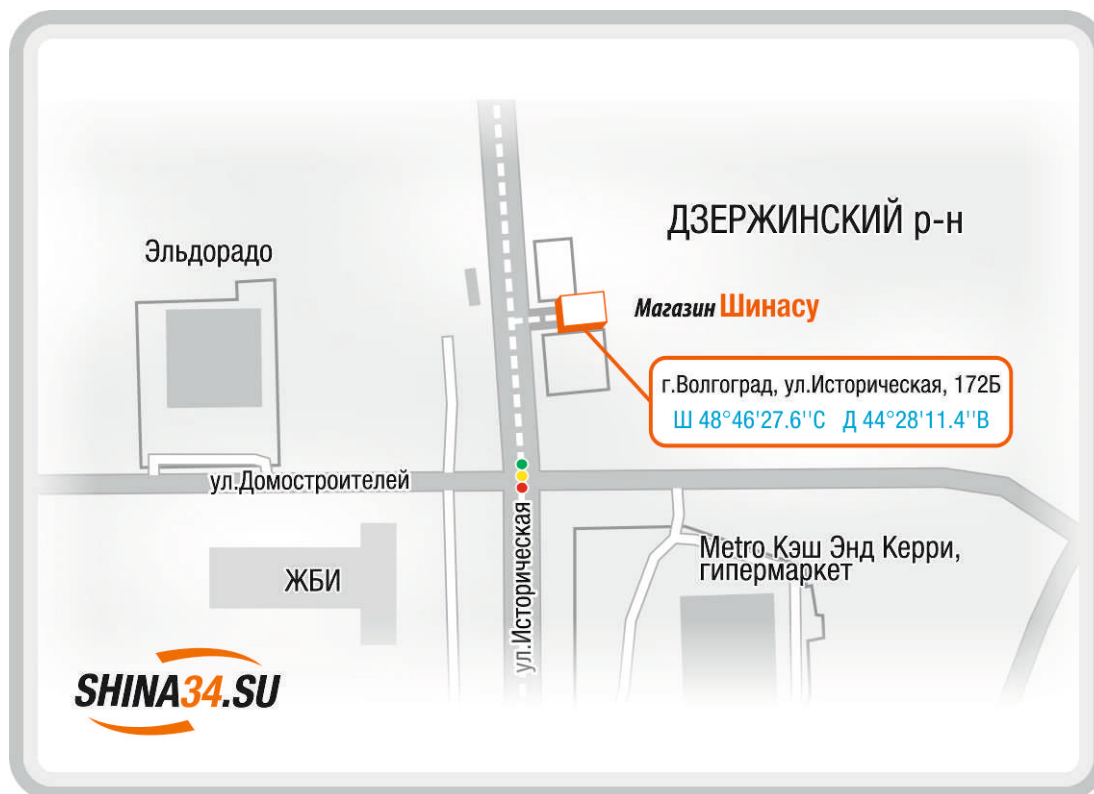 ДЗЕРЖИНСКИЙ р-н
Эльдорадо
Магазин Шинасу
г.Волгоград, ул.Историческая, 172Б
Ш 48°46'27.6''С Д 44°28'11.4''В
ул.Домостроителей
ул.Историческая
Metro Кэш Энд Керри,
гипермаркет
ЖБИ
SHINA34.SU